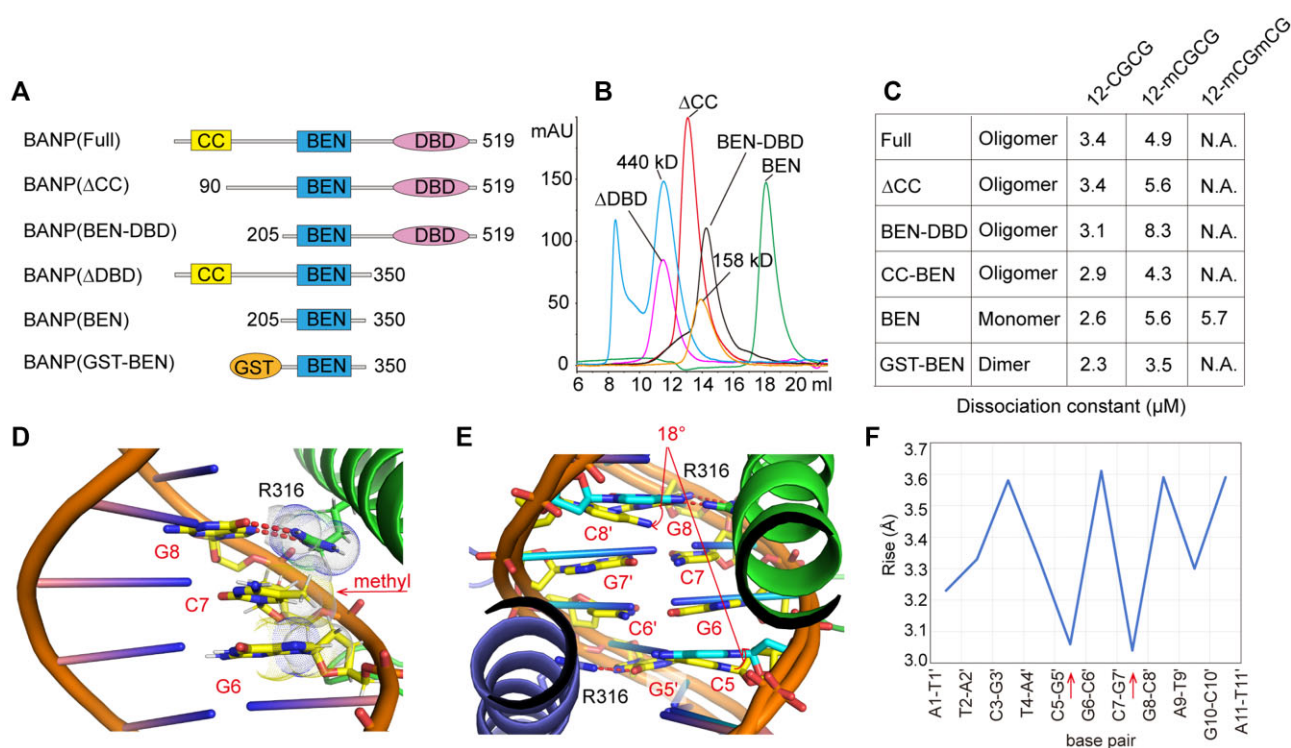 A
BANP(Full) CC BEN DBD 519
BANP(ΔCC) 90 BEN DBD 519
BANP(BEN-DBD) 205 BEN DBD 519
BANP(ΔDBD) CC BEN 350
BANP(BEN) 205 BEN 350
BANP(GST-BEN) GST BEN 350
B
mAU
150
100
50
0
6 8 10 12 14 16 18 20 ml
ΔCC
BEN-DBD
440 kD
BEN
ΔDBD
158 kD
C
12-CGCG 12-mCGCG 12-mCGmCG
Full Oligomer 3.4 4.9 N.A.
ΔCC Oligomer 3.4 5.6 N.A.
BEN-DBD Oligomer 3.1 8.3 N.A.
CC-BEN Oligomer 2.9 4.3 N.A.
BEN Monomer 2.6 5.6 5.7
GST-BEN Dimer 2.3 3.5 N.A.
Dissociation constant (μM)
D
R316
G8
methyl
C7
G6
E
18°
R316
C8' G8
G7' C7
C6' G6
R316 G5' C5
F
Rise (Å)
3.7
3.6
3.5
3.4
3.3
3.2
3.1
3.0
A1-T1'
T2-A2'
C3-G3'
T4-A4'
C5-G5'
G6-C6'
C7-G7'
G8-C8'
A9-T9'
G10-C10'
A11-T11'
base pair